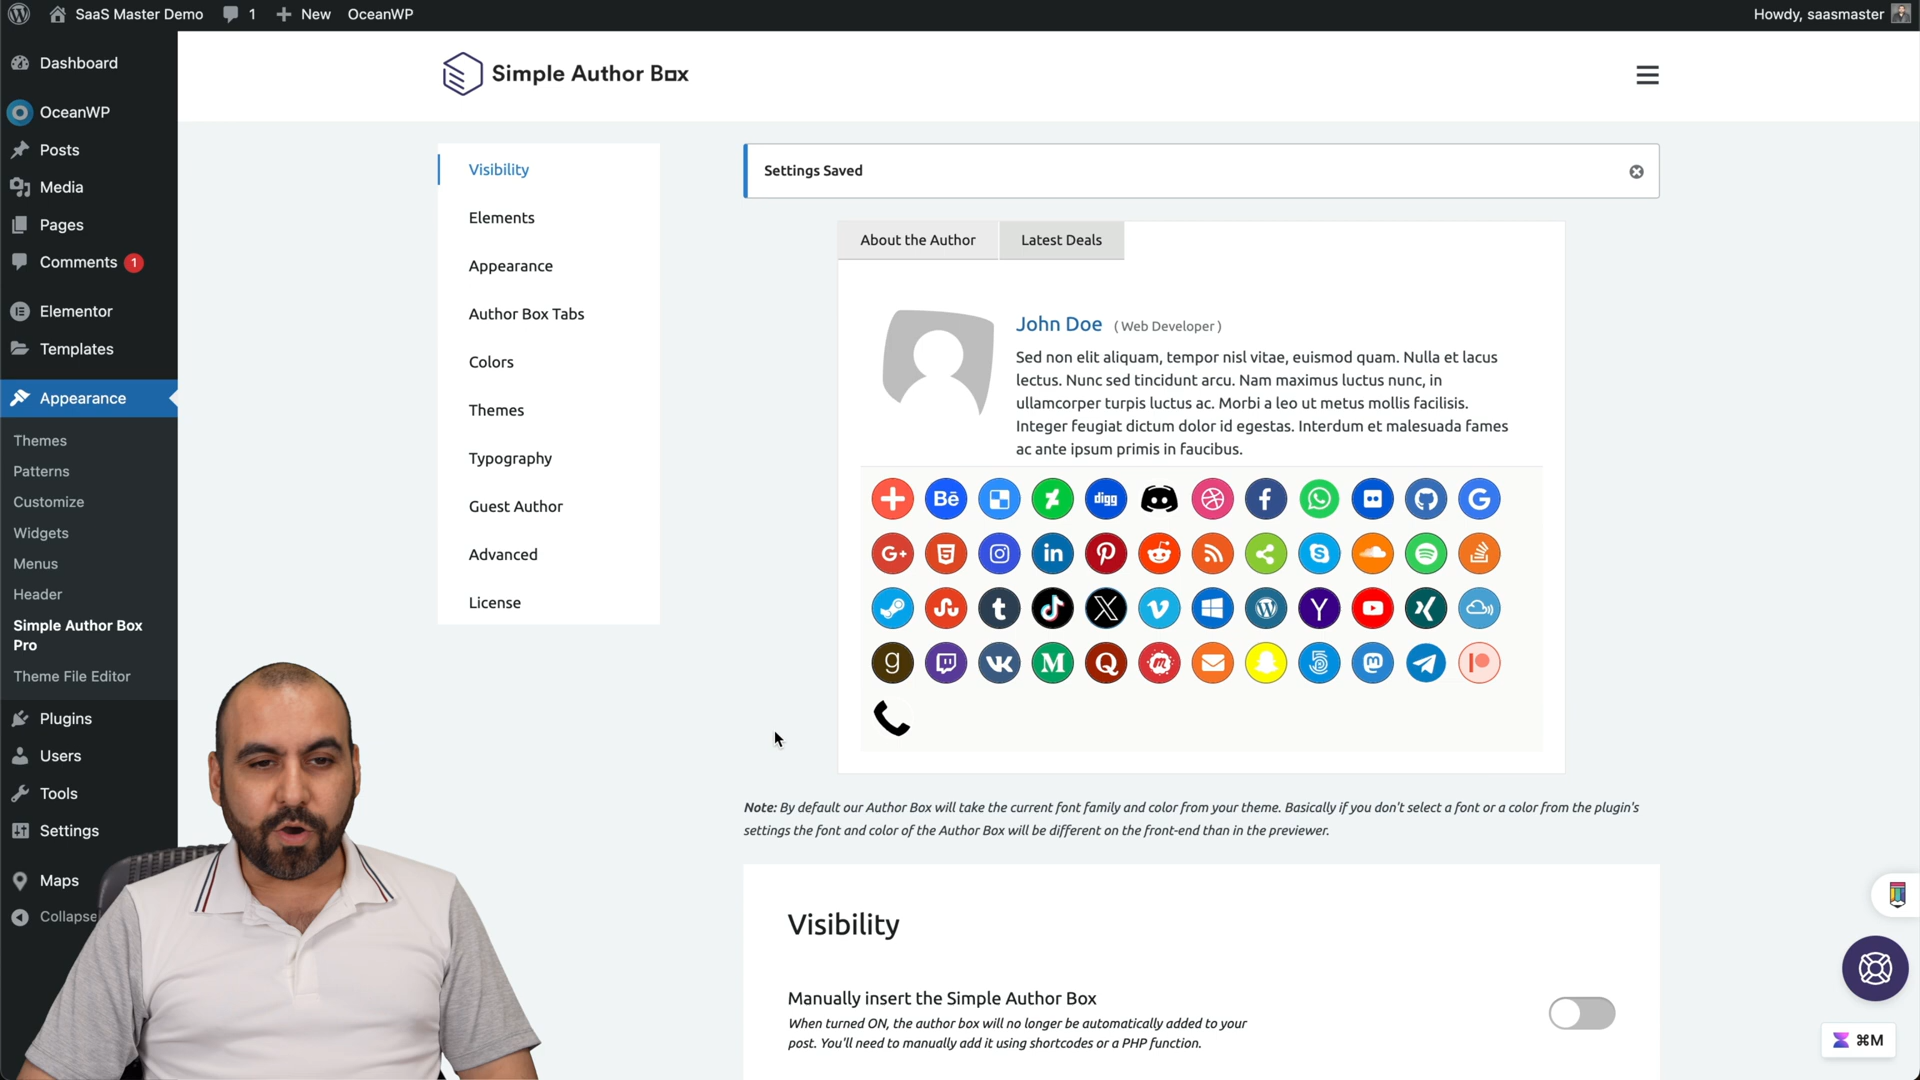 SaaS Master Demo 1 New OceanWP Howdy, saasmaster
Dashboard
OceanWP
Posts
Media
Pages
Comments 1
Elementor
Templates
Appearance
Themes
Patterns
Customize
Widgets
Menus
Header
Simple Author Box
Pro
Theme File Editor
Plugins
Users
Tools
Settings
Maps
Collapse
Simple Author Box
Visibility
Elements
Appearance
Author Box Tabs
Colors
Themes
Typography
Guest Author
Advanced
License
Settings Saved
About the Author Latest Deals
John Doe ( Web Developer )
Sed non elit aliquam, tempor nisl vitae, euismod quam. Nulla et lacus
lectus. Nunc sed tincidunt arcu. Nam maximus luctus nunc, in
ullamcorper turpis luctus ac. Morbi a leo ut metus mollis facilisis.
Integer feugiat dictum dolor id egestas. Interdum et malesuada fames
ac ante ipsum primis in faucibus.
Note: By default our Author Box will take the current font family and color from your theme. Basically if you don't select a font or a color from the plugin's
settings the font and color of the Author Box will be different on the front-end than in the previewer.
Visibility
Manually insert the Simple Author Box
When turned ON, the author box will no longer be automatically added to your
post. You'll need to manually add it using shortcodes or a PHP function.
⌘M